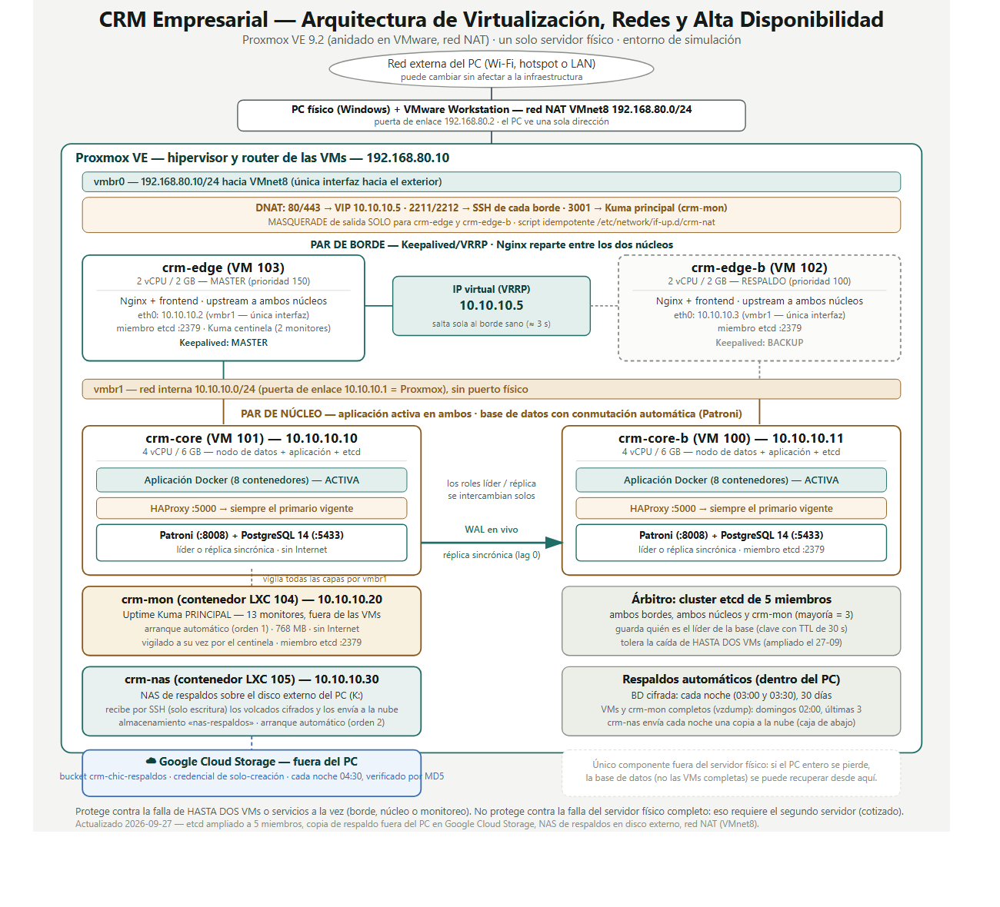 CRM Empresarial — Arquitectura de Virtualización, Redes y Alta Disponibilidad
Proxmox VE 9.2 (anidado en VMware, red NAT) · un solo servidor físico · entorno de simulación
Red externa del PC (Wi-Fi, hotspot o LAN)
puede cambiar sin afectar a la infraestructura
PC físico (Windows) + VMware Workstation — red NAT VMnet8 192.168.80.0/24
puerta de enlace 192.168.80.2 · el PC ve una sola dirección
Proxmox VE — hipervisor y router de las VMs — 192.168.80.10
vmbr0 — 192.168.80.10/24 hacia VMnet8 (única interfaz hacia el exterior)
DNAT: 80/443 → VIP 10.10.10.5 · 2211/2212 → SSH de cada borde · 3001 → Kuma principal (crm-mon)
MASQUERADE de salida SOLO para crm-edge y crm-edge-b · script idempotente /etc/network/if-up.d/crm-nat
PAR DE BORDE — Keepalived/VRRP · Nginx reparte entre los dos núcleos
crm-edge (VM 103)
2 vCPU / 2 GB — MASTER (prioridad 150)
Nginx + frontend · upstream a ambos núcleos
eth0: 10.10.10.2 (vmbr1 — única interfaz)
miembro etcd :2379 · Kuma centinela (2 monitores)
Keepalived: MASTER
IP virtual (VRRP)
10.10.10.5
salta sola al borde sano (≈ 3 s)
crm-edge-b (VM 102)
2 vCPU / 2 GB — RESPALDO (prioridad 100)
Nginx + frontend · upstream a ambos núcleos
eth0: 10.10.10.3 (vmbr1 — única interfaz)
miembro etcd :2379
Keepalived: BACKUP
vmbr1 — red interna 10.10.10.0/24 (puerta de enlace 10.10.10.1 = Proxmox), sin puerto físico
PAR DE NÚCLEO — aplicación activa en ambos · base de datos con conmutación automática (Patroni)
crm-core (VM 101) — 10.10.10.10
4 vCPU / 6 GB — nodo de datos + aplicación + etcd
Aplicación Docker (8 contenedores) — ACTIVA
HAProxy :5000 → siempre el primario vigente
Patroni (:8008) + PostgreSQL 14 (:5433)
líder o réplica sincrónica · sin Internet
los roles líder / réplica
se intercambian solos
WAL en vivo
réplica sincrónica (lag 0)
crm-core-b (VM 100) — 10.10.10.11
4 vCPU / 6 GB — nodo de datos + aplicación + etcd
Aplicación Docker (8 contenedores) — ACTIVA
HAProxy :5000 → siempre el primario vigente
Patroni (:8008) + PostgreSQL 14 (:5433)
líder o réplica sincrónica · miembro etcd :2379
vigila todas las capas por vmbr1
crm-mon (contenedor LXC 104) — 10.10.10.20
Uptime Kuma PRINCIPAL — 13 monitores, fuera de las VMs
arranque automático (orden 1) · 768 MB · sin Internet
vigilado a su vez por el centinela · miembro etcd :2379
Árbitro: cluster etcd de 5 miembros
ambos bordes, ambos núcleos y crm-mon (mayoría = 3)
guarda quién es el líder de la base (clave con TTL de 30 s)
tolera la caída de HASTA DOS VMs (ampliado el 27-09)
crm-nas (contenedor LXC 105) — 10.10.10.30
NAS de respaldos sobre el disco externo del PC (K:)
recibe por SSH (solo escritura) los volcados cifrados y los envía a la nube
almacenamiento «nas-respaldos» · arranque automático (orden 2)
Respaldos automáticos (dentro del PC)
BD cifrada: cada noche (03:00 y 03:30), 30 días
VMs y crm-mon completos (vzdump): domingos 02:00, últimas 3
crm-nas envía cada noche una copia a la nube (caja de abajo)
☁ Google Cloud Storage — fuera del PC
bucket crm-chic-respaldos · credencial de solo-creación · cada noche 04:30, verificado por MD5
Único componente fuera del servidor físico: si el PC entero se pierde,
la base de datos (no las VMs completas) se puede recuperar desde aquí.
Protege contra la falla de HASTA DOS VMs o servicios a la vez (borde, núcleo o monitoreo). No protege contra la falla del servidor físico completo: eso requiere el segundo servidor (cotizado).
Actualizado 2026-09-27 — etcd ampliado a 5 miembros, copia de respaldo fuera del PC en Google Cloud Storage, NAS de respaldos en disco externo, red NAT (VMnet8).